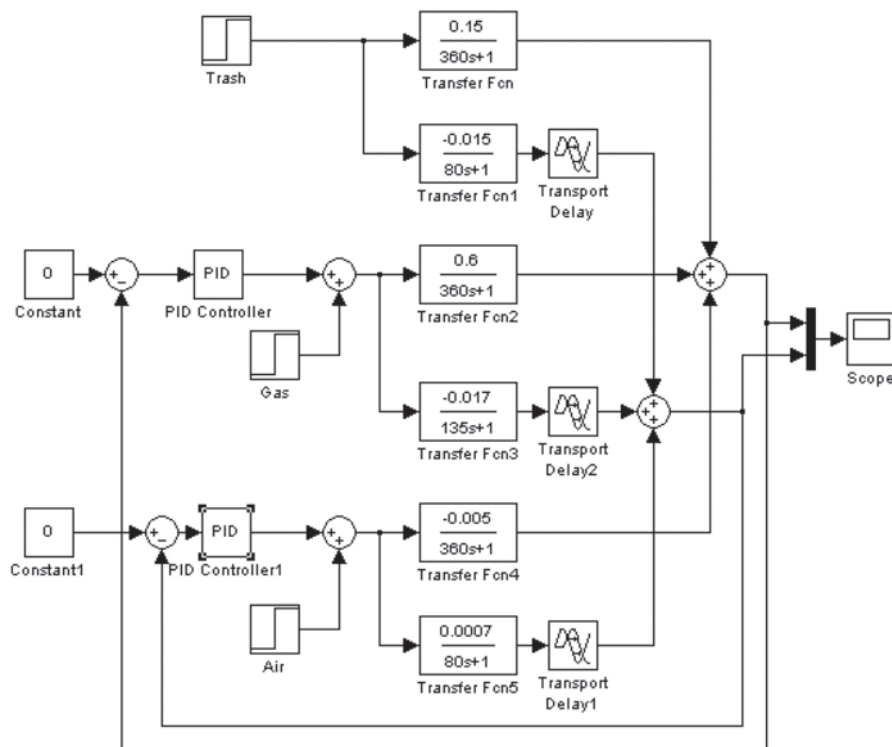 0.15
360s+1
Trash
Transfer Fcn
-0.015
80s+1
Transfer Fcn1
Transport
Delay
0
+
−
PID
+
+
0.6
360s+1
+
+
+
Constant
PID Controller
Transfer Fcn2
Gas
Scope
-0.017
135s+1
+
+
+
Transfer Fcn3
Transport
Delay2
0
+
−
PID
+
+
-0.005
360s+1
Constant1
PID Controller1
Transfer Fcn4
Air
0.0007
80s+1
Transfer Fcn5
Transport
Delay1